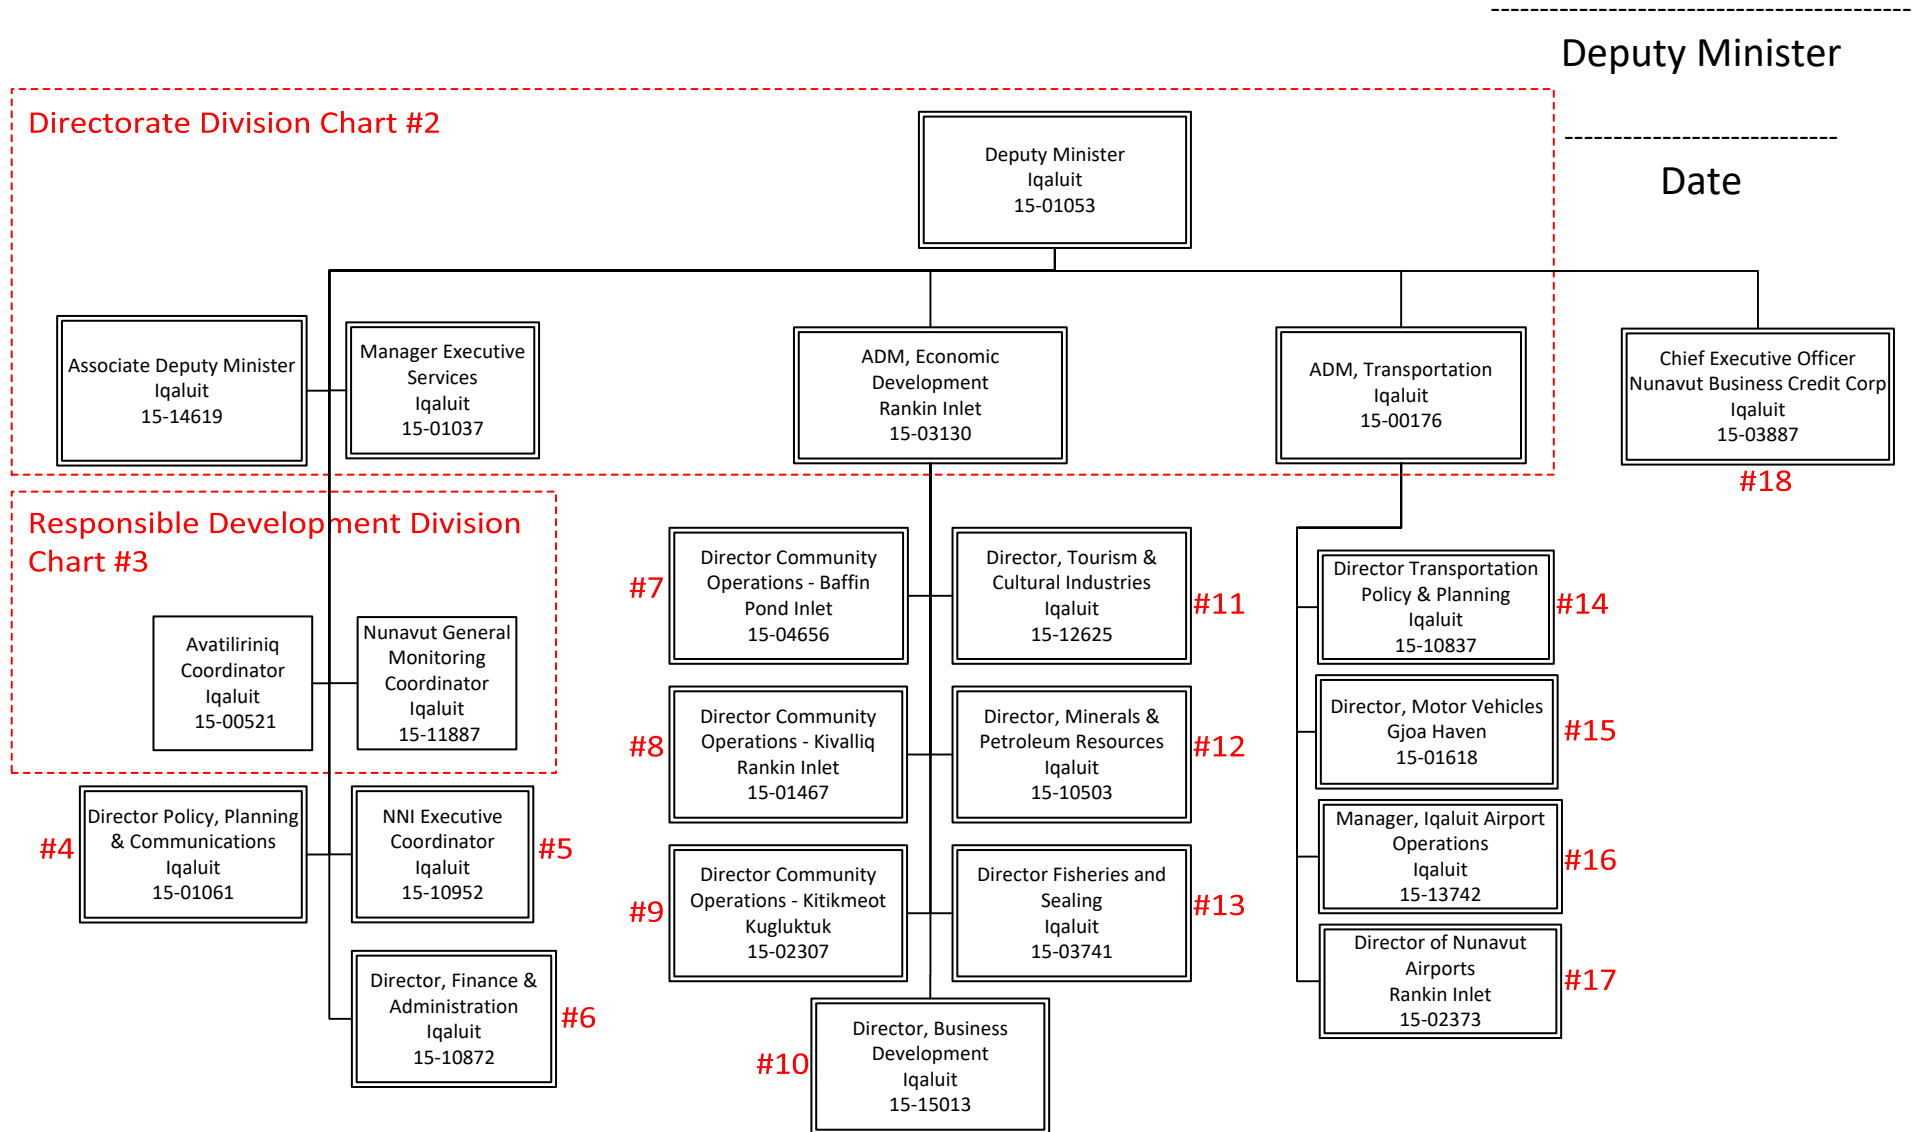 Deputy Minister
Date
Directorate Division Chart #2
Deputy Minister
Iqaluit
15-01053
Associate Deputy Minister
Iqaluit
15-14619
Manager Executive
Services
Iqaluit
15-01037
ADM, Economic
Development
Rankin Inlet
15-03130
ADM, Transportation
Iqaluit
15-00176
Chief Executive Officer
Nunavut Business Credit Corp
Iqaluit
15-03887
#18
Responsible Development Division
Chart #3
Avatiliriniq
Coordinator
Iqaluit
15-00521
Nunavut General
Monitoring
Coordinator
Iqaluit
15-11887
#4
Director Policy, Planning
& Communications
Iqaluit
15-01061
NNI Executive
Coordinator
Iqaluit
15-10952
#5
Director, Finance &
Administration
Iqaluit
15-10872
#6
#7
Director Community
Operations - Baffin
Pond Inlet
15-04656
Director, Tourism &
Cultural Industries
Iqaluit
15-12625
#11
#8
Director Community
Operations - Kivalliq
Rankin Inlet
15-01467
Director, Minerals &
Petroleum Resources
Iqaluit
15-10503
#12
#9
Director Community
Operations - Kitikmeot
Kugluktuk
15-02307
Director Fisheries and
Sealing
Iqaluit
15-03741
#13
#10
Director, Business
Development
Iqaluit
15-15013
Director Transportation
Policy & Planning
Iqaluit
15-10837
#14
Director, Motor Vehicles
Gjoa Haven
15-01618
#15
Manager, Iqaluit Airport
Operations
Iqaluit
15-13742
#16
Director of Nunavut
Airports
Rankin Inlet
15-02373
#17